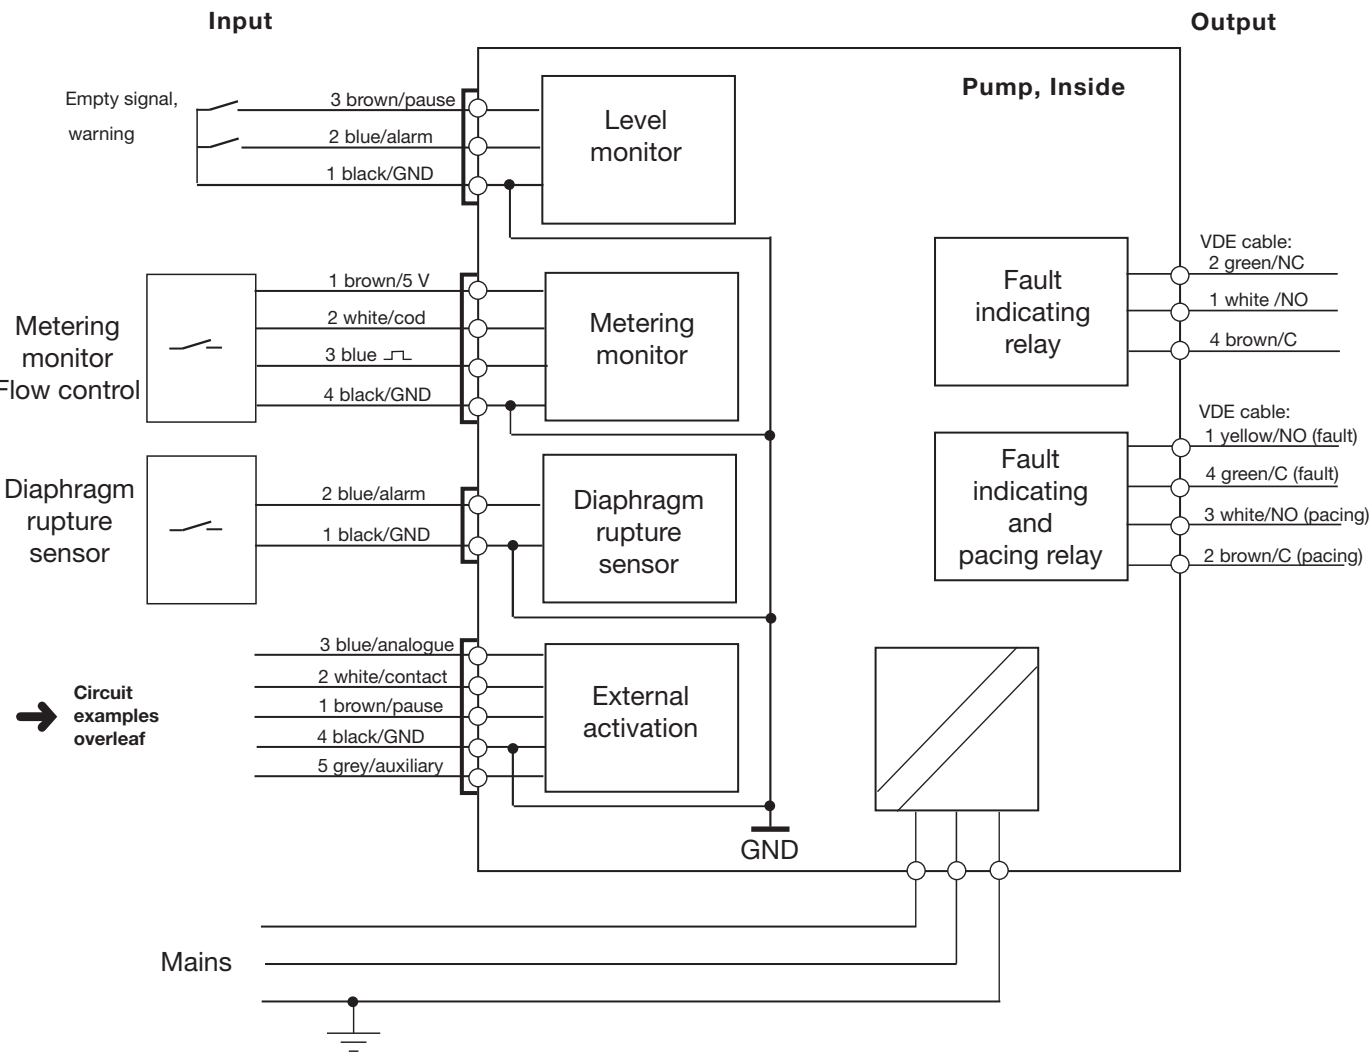 Input
Output
Pump, Inside
Empty signal,
warning
3 brown/pause
2 blue/alarm
1 black/GND
Level
monitor
Metering
monitor
Flow control
1 brown/5 V
2 white/cod
3 blue
4 black/GND
Metering
monitor
Diaphragm
rupture
sensor
2 blue/alarm
1 black/GND
Diaphragm
rupture
sensor
Circuit
examples
overleaf
3 blue/analogue
2 white/contact
1 brown/pause
4 black/GND
5 grey/auxiliary
External
activation
GND
Fault
indicating
relay
VDE cable:
2 green/NC
1 white /NO
4 brown/C
Fault
indicating
and
pacing relay
VDE cable:
1 yellow/NO (fault)
4 green/C (fault)
3 white/NO (pacing)
2 brown/C (pacing)
Mains